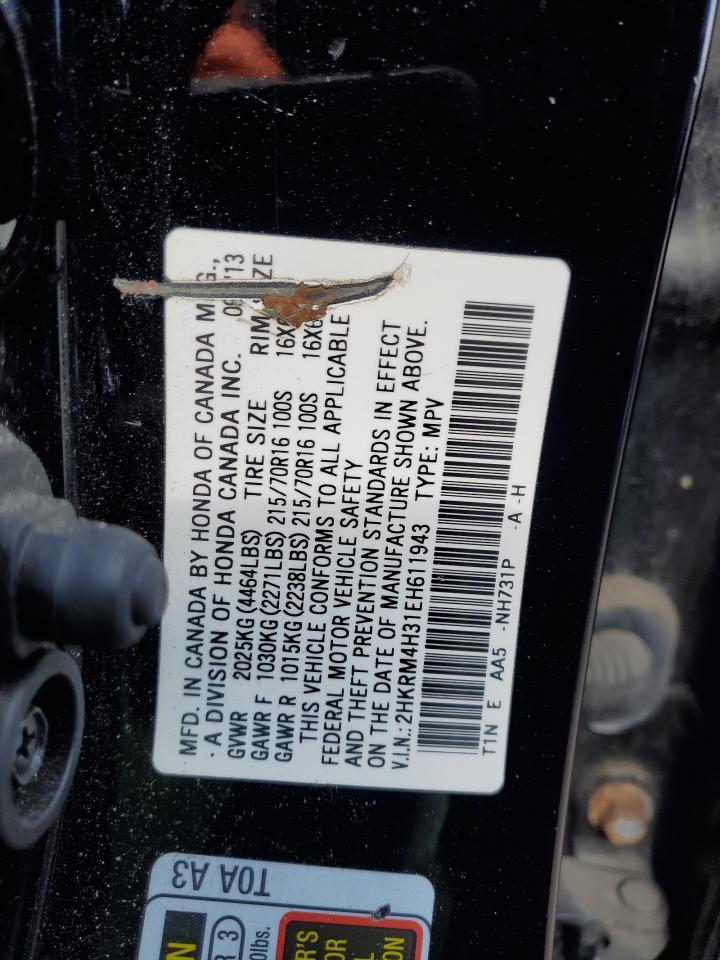 MFD. IN CANADA BY HONDA OF CANADA
· A DIVISION OF HONDA CANADA INC.
GVWR 2025KG(4464LBS) TIRE SIZE RIM
GAWR F 1030KG(2271LBS) 215/70R16 100S
GAWR R 1015KG(2238LBS) 215/70R16 100S
THIS VEHICLE CONFORMS TO ALL APPLICABLE
FEDERAL MOTOR VEHICLE SAFETY
AND THEFT PREVENTION STANDARDS IN EFFECT
ON THE DATE OF MANUFACTURE SHOWN ABOVE.
V.I.N.: 2HKRM4H31EH611943 TYPE: MPV
T1N E AA5 -NH731P -A -H
TOA A3